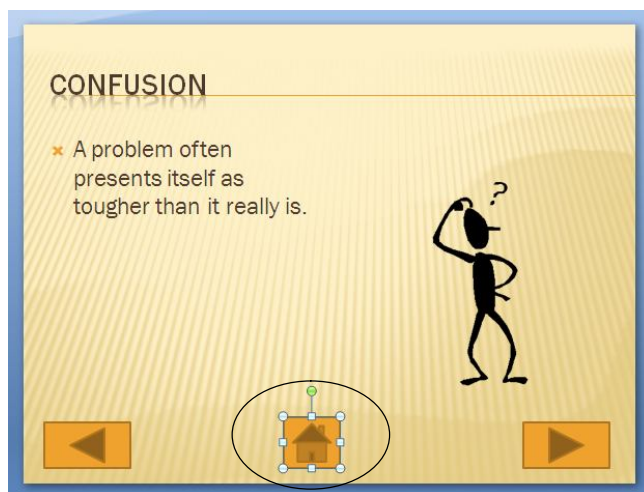 CONFUSION
A problem often
presents itself as
tougher than it really is.
?